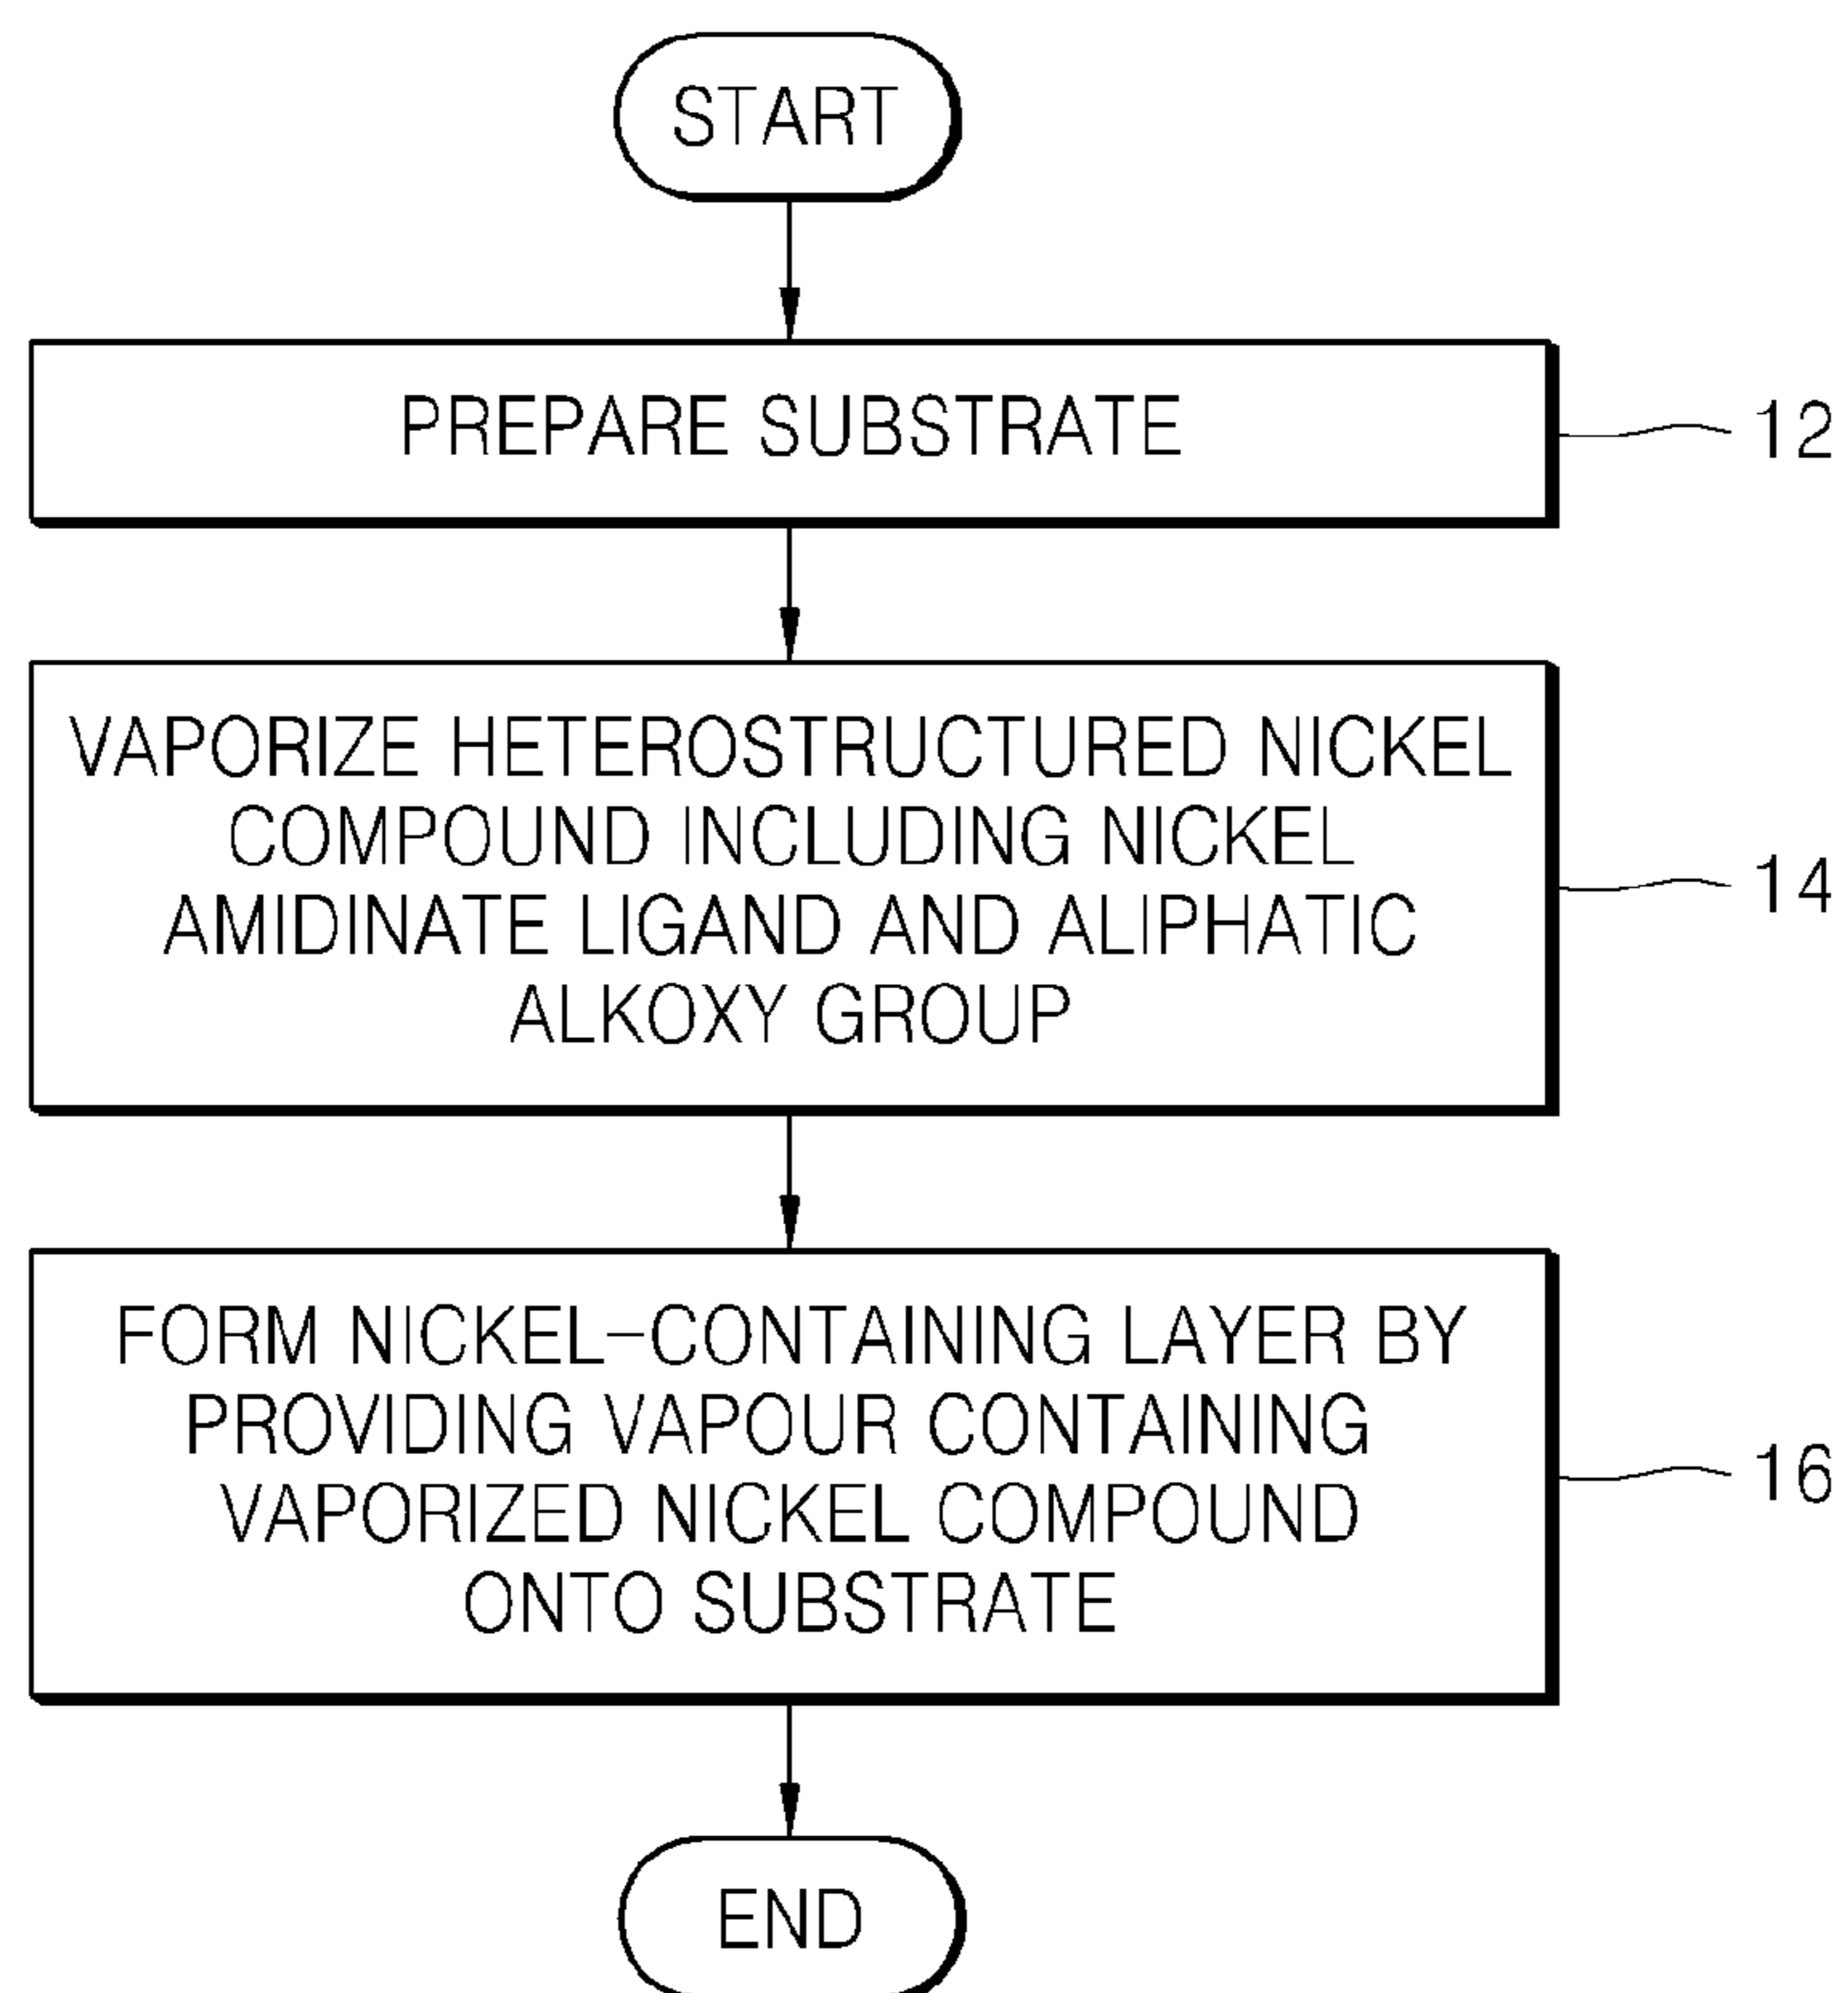 START
PREPARE SUBSTRATE
12
VAPORIZE HETEROSTRUCTURED NICKEL
COMPOUND INCLUDING NICKEL
AMIDINATE LIGAND AND ALIPHATIC
ALKOXY GROUP
14
FORM NICKEL-CONTAINING LAYER BY
PROVIDING VAPOUR CONTAINING
VAPORIZED NICKEL COMPOUND
ONTO SUBSTRATE
16
END